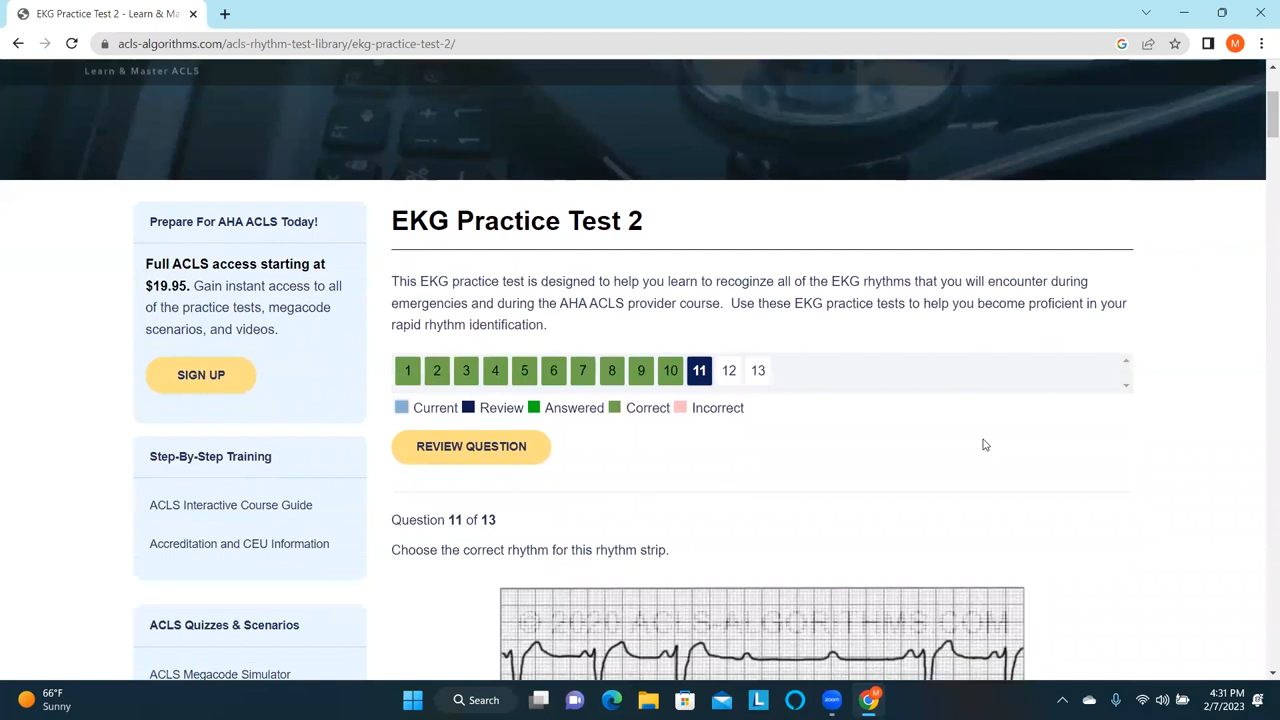 EKG Practice Test 2 - Learn & Ma
acls-algorithms.com/acls-rhythm-test-library/ekg-practice-test-2/
M
Learn & Master ACLS
Prepare For AHA ACLS Today!
Full ACLS access starting at
$19.95. Gain instant access to all
of the practice tests, megacode
scenarios, and videos.
SIGN UP
Step-By-Step Training
ACLS Interactive Course Guide
Accreditation and CEU Information
ACLS Quizzes & Scenarios
ACLS Megacode Simulator
EKG Practice Test 2
This EKG practice test is designed to help you learn to recoginze all of the EKG rhythms that you will encounter during
emergencies and during the AHA ACLS provider course. Use these EKG practice tests to help you become proficient in your
rapid rhythm identification.
1 2 3 4 5 6 7 8 9 10 11 12 13
Current Review Answered Correct Incorrect
REVIEW QUESTION
Question 11 of 13
Choose the correct rhythm for this rhythm strip.
© 2021 ACLS-ALGORITHMS.COM
66°F
Sunny
Search
L
zoom
M
4:31 PM
2/7/2023